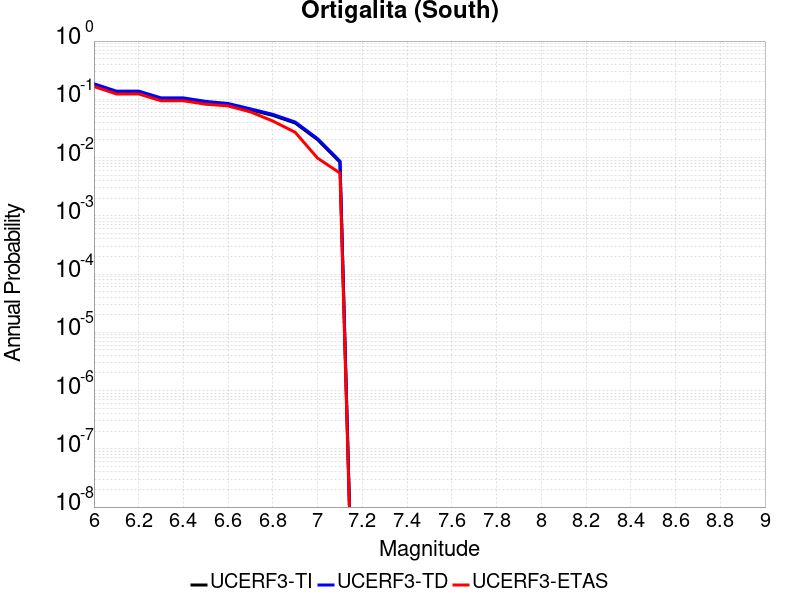 Ortigalita (South)
10^0
10^-1
10^-2
10^-3
10^-4
10^-5
10^-6
10^-7
10^-8
Annual Probability
6 6.2 6.4 6.6 6.8 7 7.2 7.4 7.6 7.8 8 8.2 8.4 8.6 8.8 9
Magnitude
UCERF3-TI UCERF3-TD UCERF3-ETAS